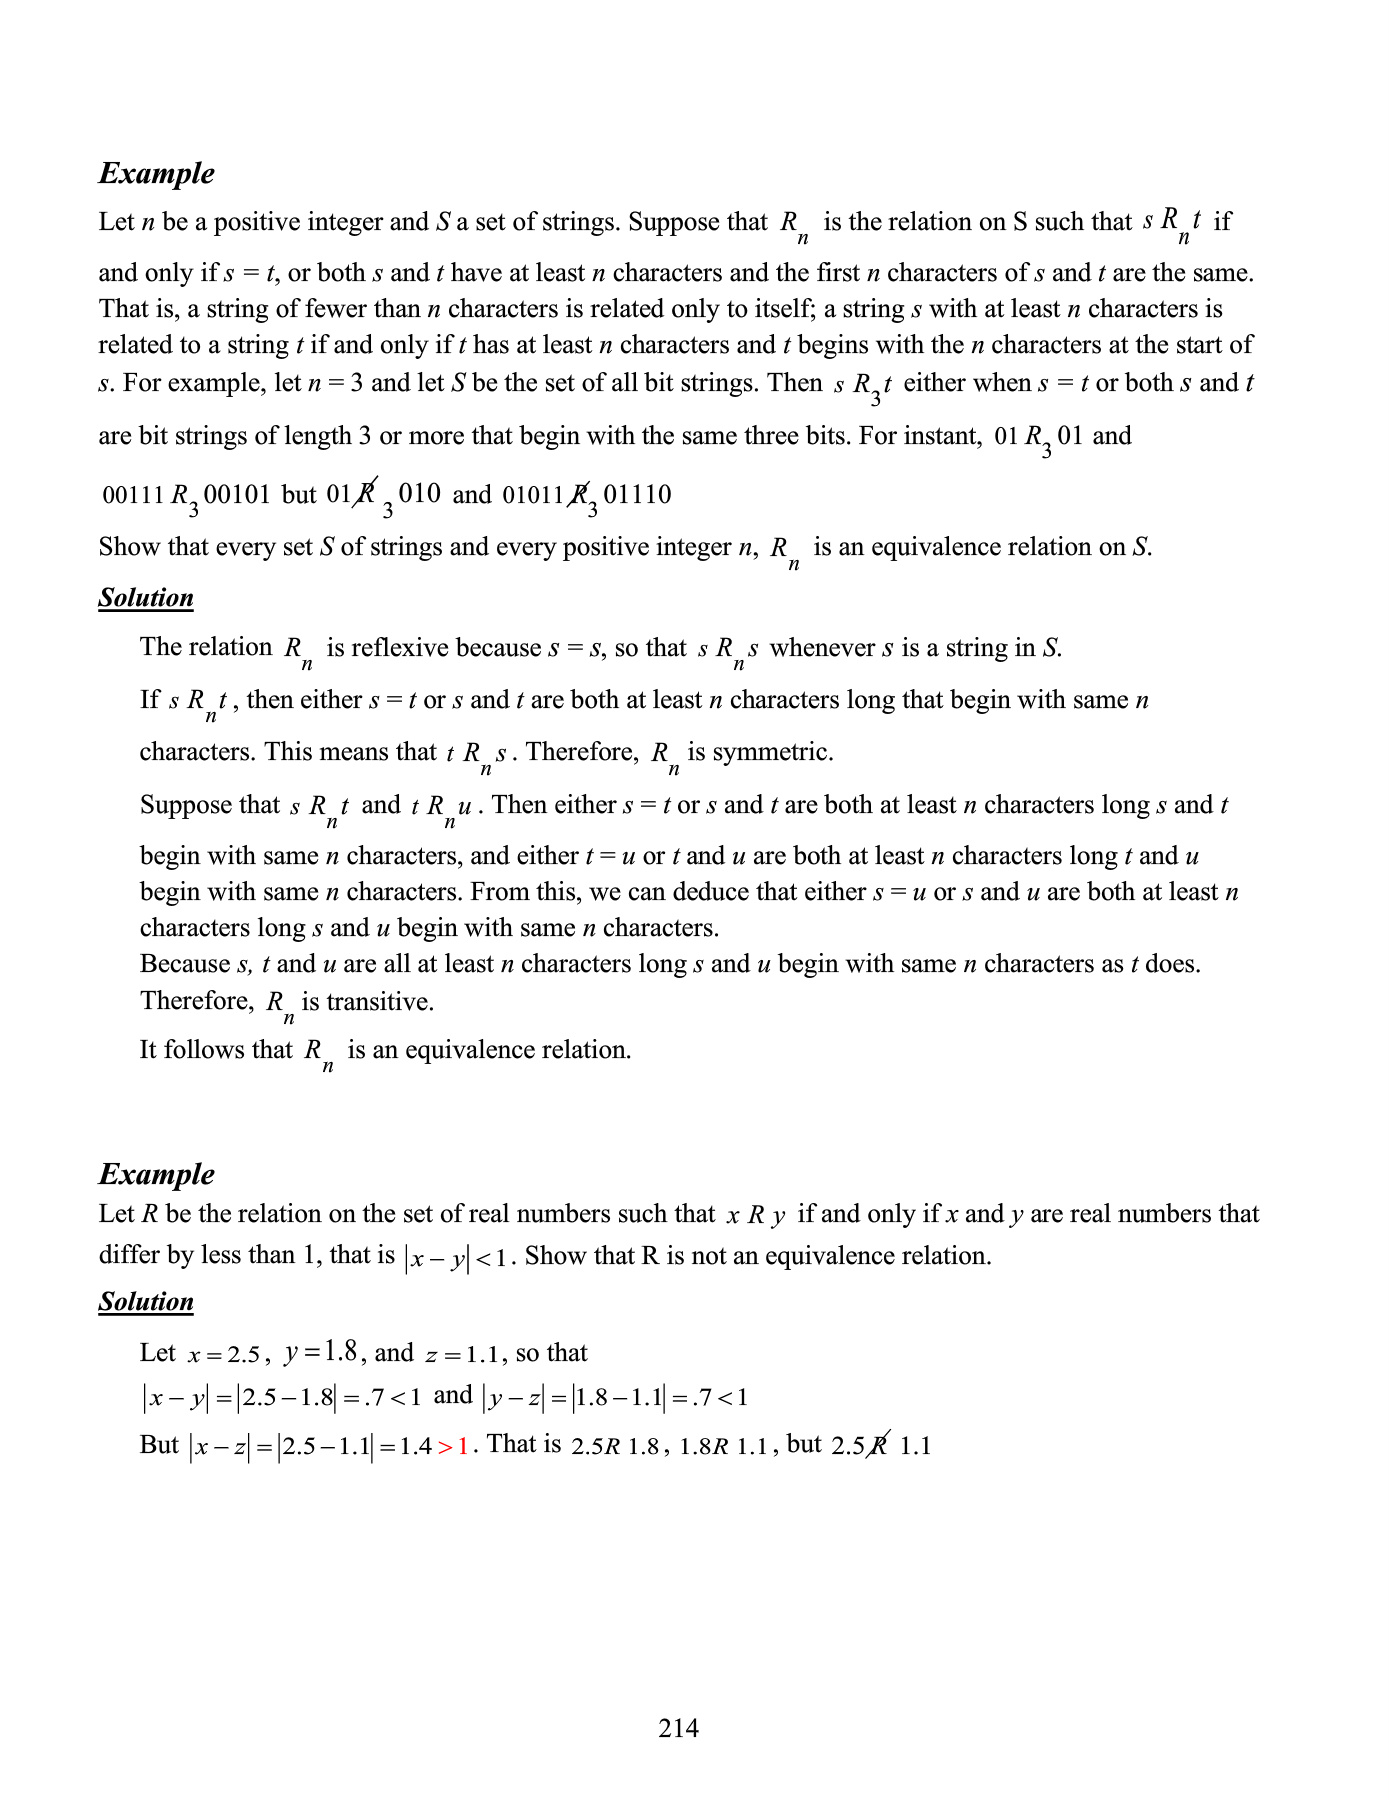 Example
Let n be a positive integer and S a set of strings. Suppose that R_n is the relation on S such that s R_n t if
and only if s = t, or both s and t have at least n characters and the first n characters of s and t are the same.
That is, a string of fewer than n characters is related only to itself; a string s with at least n characters is
related to a string t if and only if t has at least n characters and t begins with the n characters at the start of
s. For example, let n = 3 and let S be the set of all bit strings. Then s R_3 t either when s = t or both s and t
are bit strings of length 3 or more that begin with the same three bits. For instant, 01 R_3 01 and
00111 R_3 00101 but 01 R̸_3 010 and 01011 R̸_3 01110
Show that every set S of strings and every positive integer n, R_n is an equivalence relation on S.
Solution
The relation R_n is reflexive because s = s, so that s R_n s whenever s is a string in S.
If s R_n t, then either s = t or s and t are both at least n characters long that begin with same n
characters. This means that t R_n s. Therefore, R_n is symmetric.
Suppose that s R_n t and t R_n u. Then either s = t or s and t are both at least n characters long s and t
begin with same n characters, and either t = u or t and u are both at least n characters long t and u
begin with same n characters. From this, we can deduce that either s = u or s and u are both at least n
characters long s and u begin with same n characters.
Because s, t and u are all at least n characters long s and u begin with same n characters as t does.
Therefore, R_n is transitive.
It follows that R_n is an equivalence relation.
Example
Let R be the relation on the set of real numbers such that x R y if and only if x and y are real numbers that
differ by less than 1, that is |x − y| < 1. Show that R is not an equivalence relation.
Solution
Let x = 2.5, y = 1.8, and z = 1.1, so that
|x − y| = |2.5 − 1.8| = .7 < 1 and |y − z| = |1.8 − 1.1| = .7 < 1
But |x − z| = |2.5 − 1.1| = 1.4 > 1. That is 2.5R 1.8, 1.8R 1.1, but 2.5R̸ 1.1
214